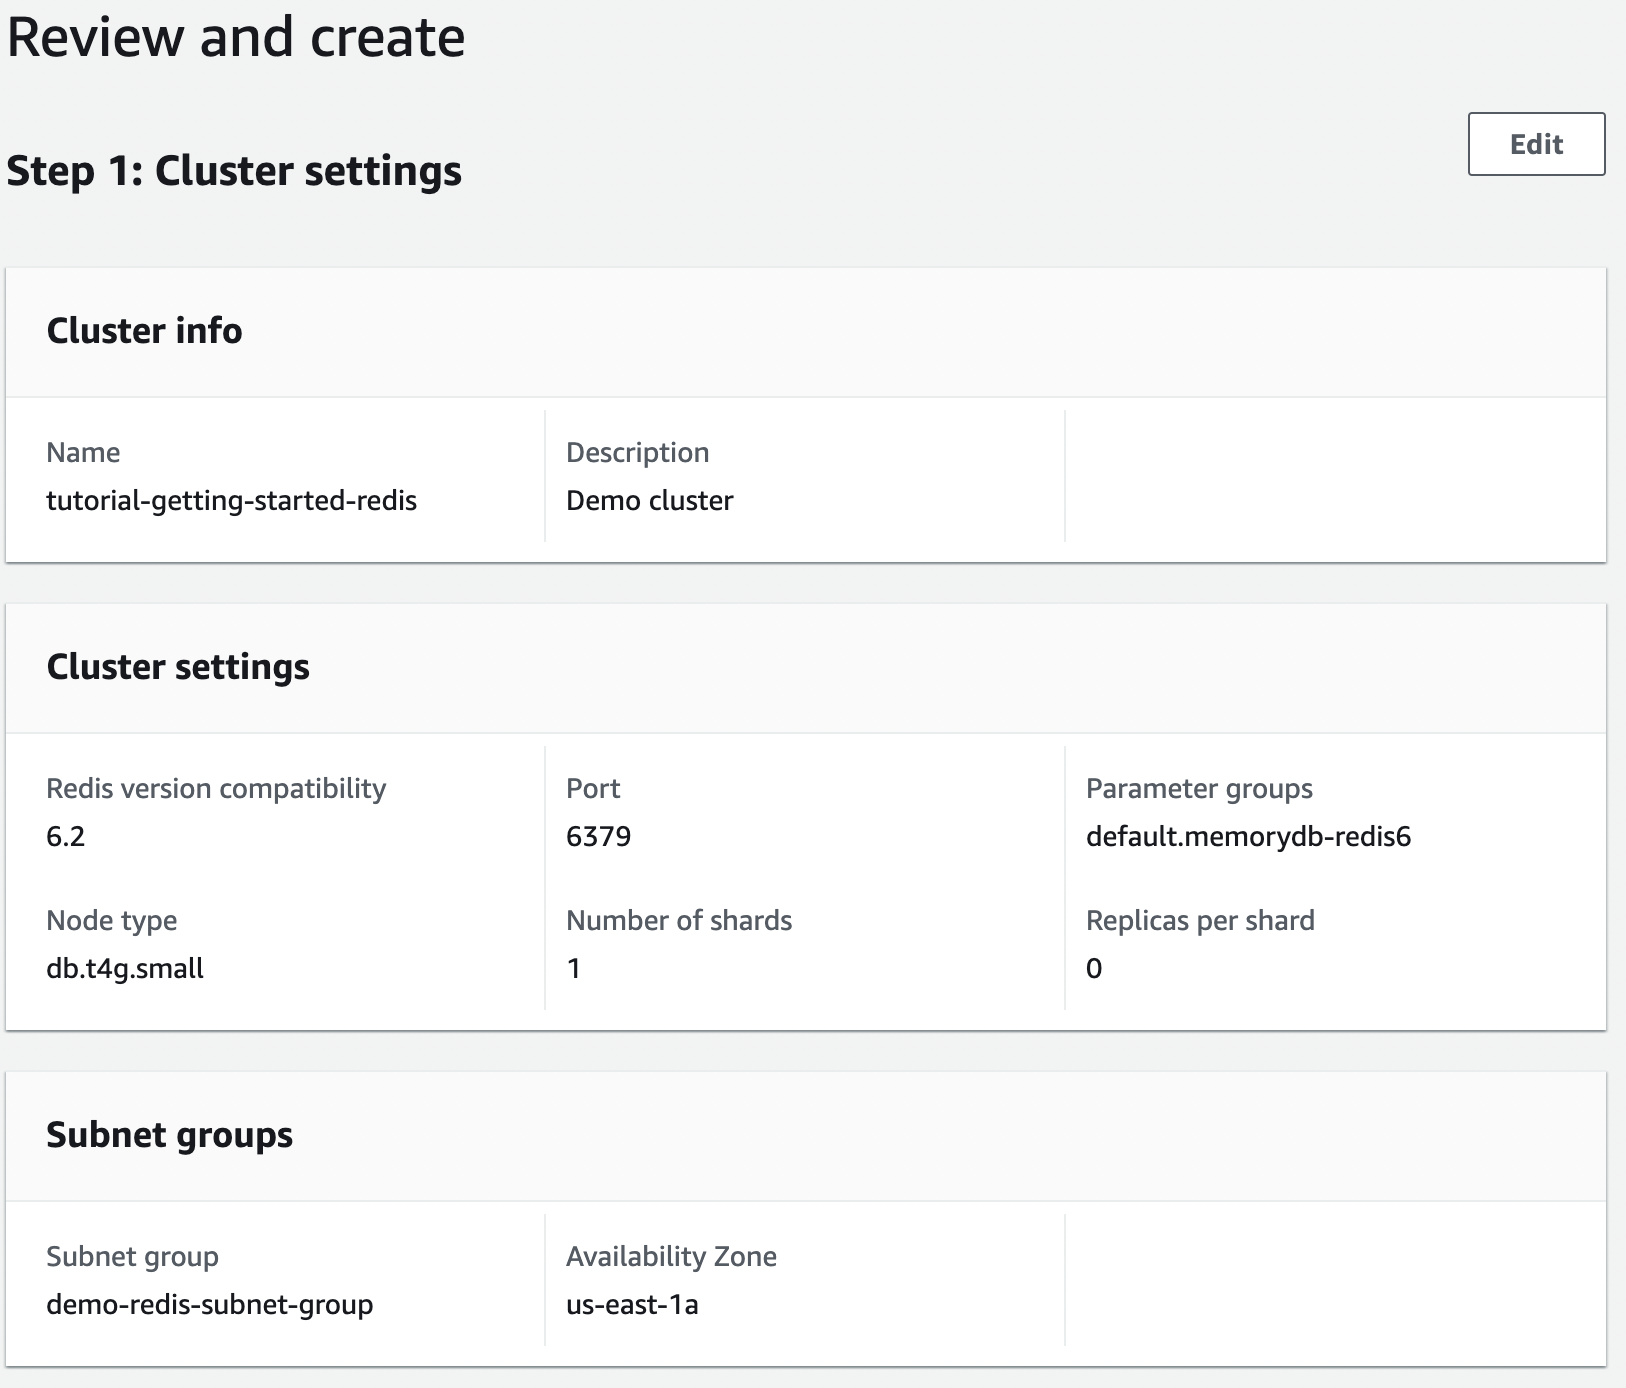 Review and create
Edit
Step 1: Cluster settings
Cluster info
Name
tutorial-getting-started-redis
Description
Demo cluster
Cluster settings
Redis version compatibility
6.2
Port
6379
Parameter groups
default.memorydb-redis6
Node type
db.t4g.small
Number of shards
1
Replicas per shard
0
Subnet groups
Subnet group
demo-redis-subnet-group
Availability Zone
us-east-1a